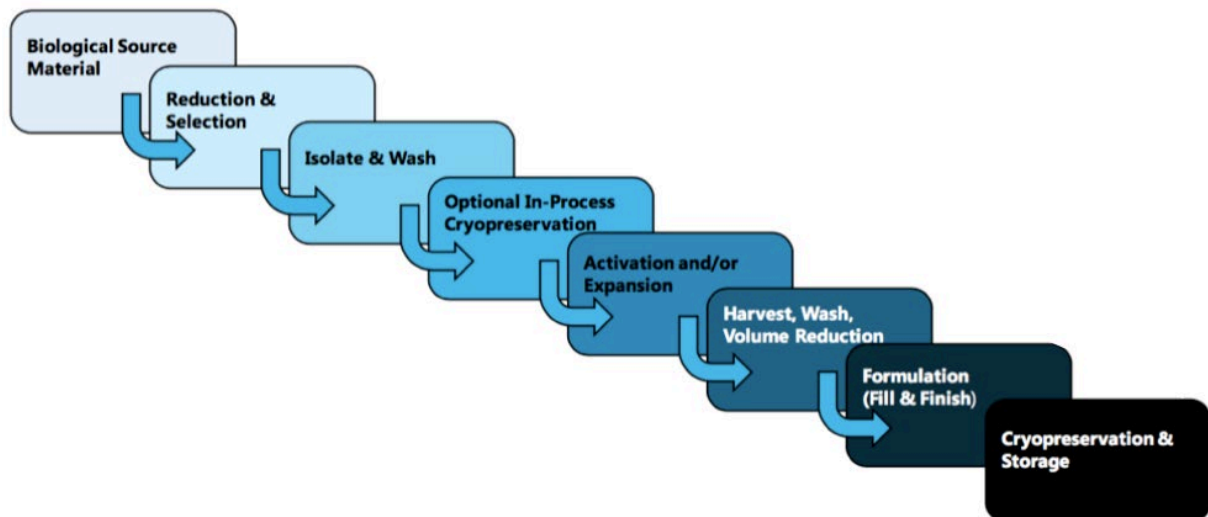 Biological Source
Material
Reduction &
Selection
Isolate & Wash
Optional In-Process
Cryopreservation
Activation and/or
Expansion
Harvest, Wash,
Volume Reduction
Formulation
(Fill & Finish)
Cryopreservation &
Storage